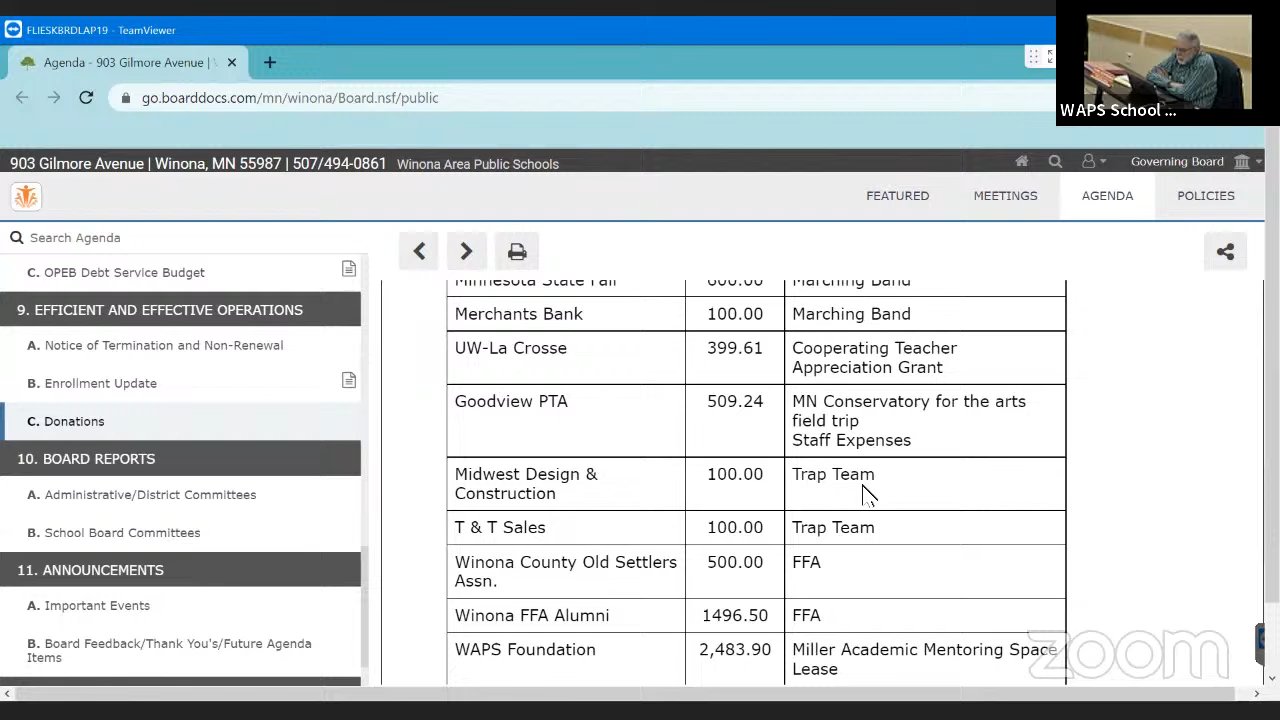 FLIESKBRDLAP19 - TeamViewer
Agenda - 903 Gilmore Avenue |
go.boarddocs.com/mn/winona/Board.nsf/public
WAPS School ...
903 Gilmore Avenue | Winona, MN 55987 | 507/494-0861 Winona Area Public Schools
Governing Board
FEATURED MEETINGS AGENDA POLICIES
Search Agenda
C. OPEB Debt Service Budget
9. EFFICIENT AND EFFECTIVE OPERATIONS
A. Notice of Termination and Non-Renewal
B. Enrollment Update
C. Donations
10. BOARD REPORTS
A. Administrative/District Committees
B. School Board Committees
11. ANNOUNCEMENTS
A. Important Events
B. Board Feedback/Thank You's/Future Agenda
Items
Minnesota State Fair 600.00 Marching Band
Merchants Bank 100.00 Marching Band
UW-La Crosse 399.61 Cooperating Teacher
Appreciation Grant
Goodview PTA 509.24 MN Conservatory for the arts
field trip
Staff Expenses
Midwest Design & 100.00 Trap Team
Construction
T & T Sales 100.00 Trap Team
Winona County Old Settlers 500.00 FFA
Assn.
Winona FFA Alumni 1496.50 FFA
WAPS Foundation 2,483.90 Miller Academic Mentoring Space
Lease
zoom